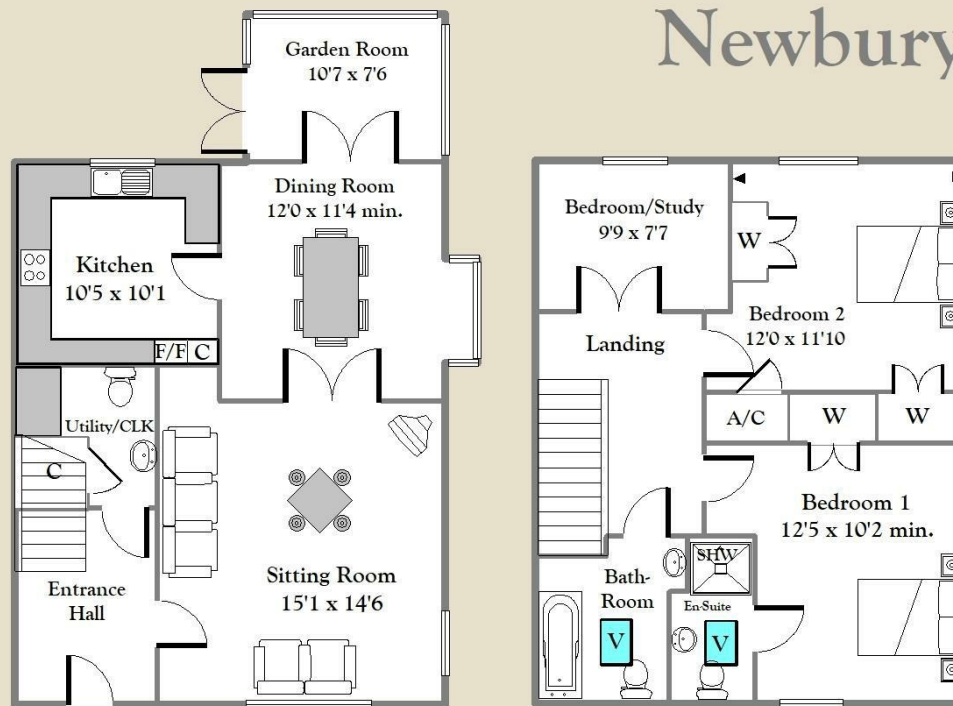 Newbury
Garden Room
10'7 x 7'6
Dining Room
12'0 x 11'4 min.
Kitchen
10'5 x 10'1
F/F C
Utility/CLK
C
Sitting Room
15'1 x 14'6
Entrance
Hall
Bedroom/Study
9'9 x 7'7
W
Bedroom 2
12'0 x 11'10
Landing
A/C
W
W
Bedroom 1
12'5 x 10'2 min.
SHW
Bath-
Room
En-Suite
V
V